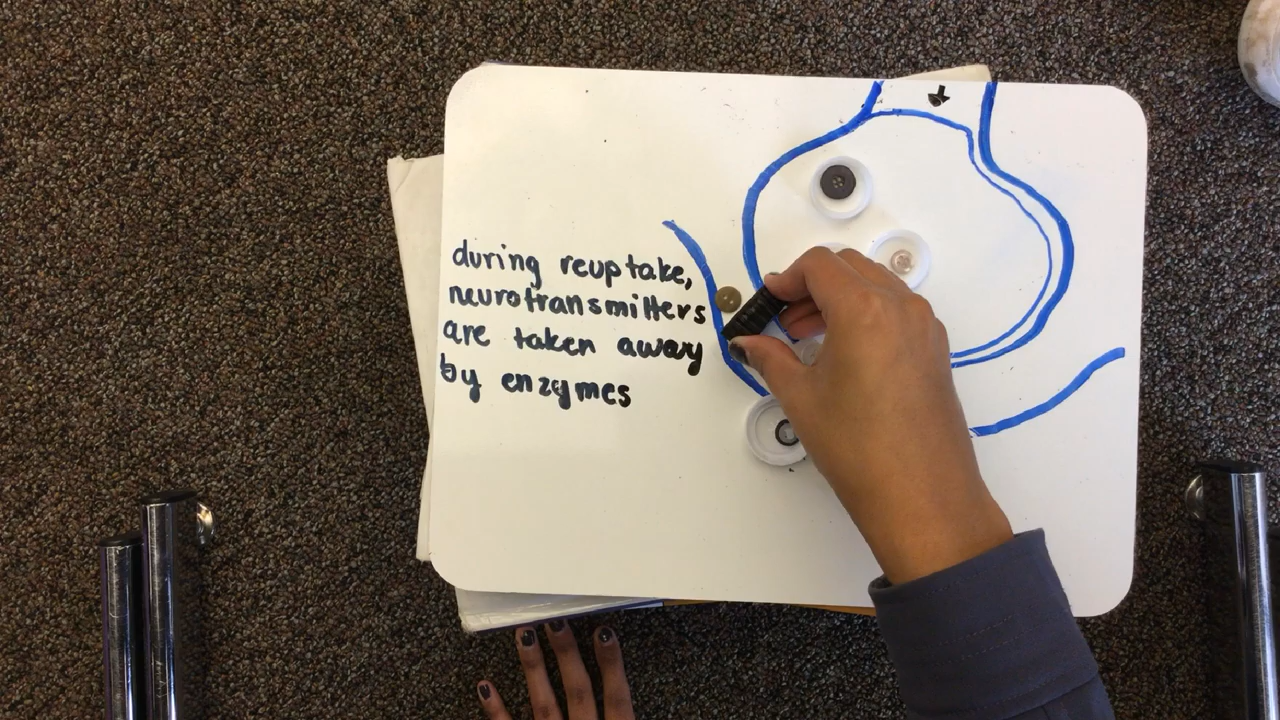 during reuptake,
neurotransmitters
are taken away
by enzymes